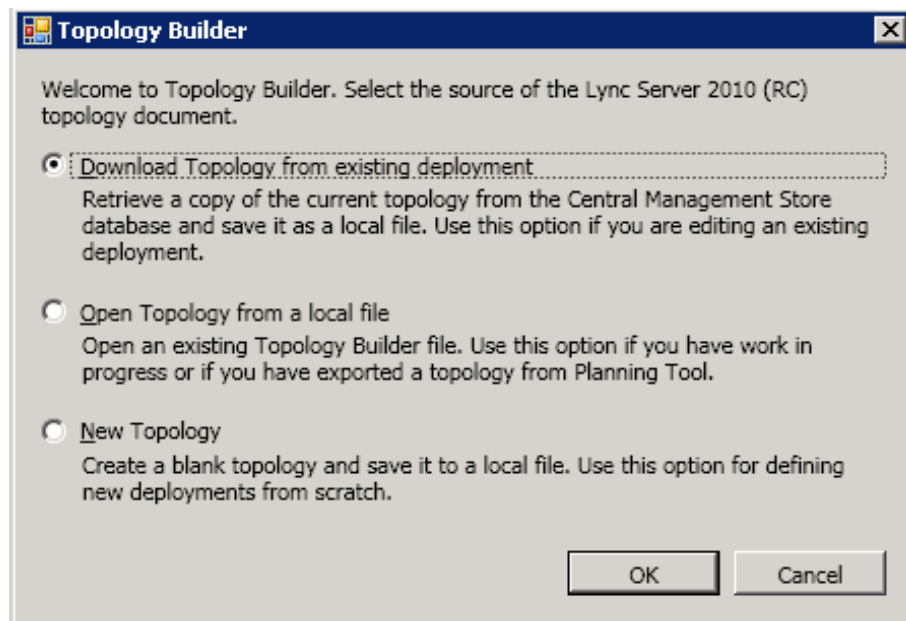 Topology Builder
Welcome to Topology Builder. Select the source of the Lync Server 2010 (RC)
topology document.
Download Topology from existing deployment
Retrieve a copy of the current topology from the Central Management Store
database and save it as a local file. Use this option if you are editing an existing
deployment.
Open Topology from a local file
Open an existing Topology Builder file. Use this option if you have work in
progress or if you have exported a topology from Planning Tool.
New Topology
Create a blank topology and save it to a local file. Use this option for defining
new deployments from scratch.
OK
Cancel